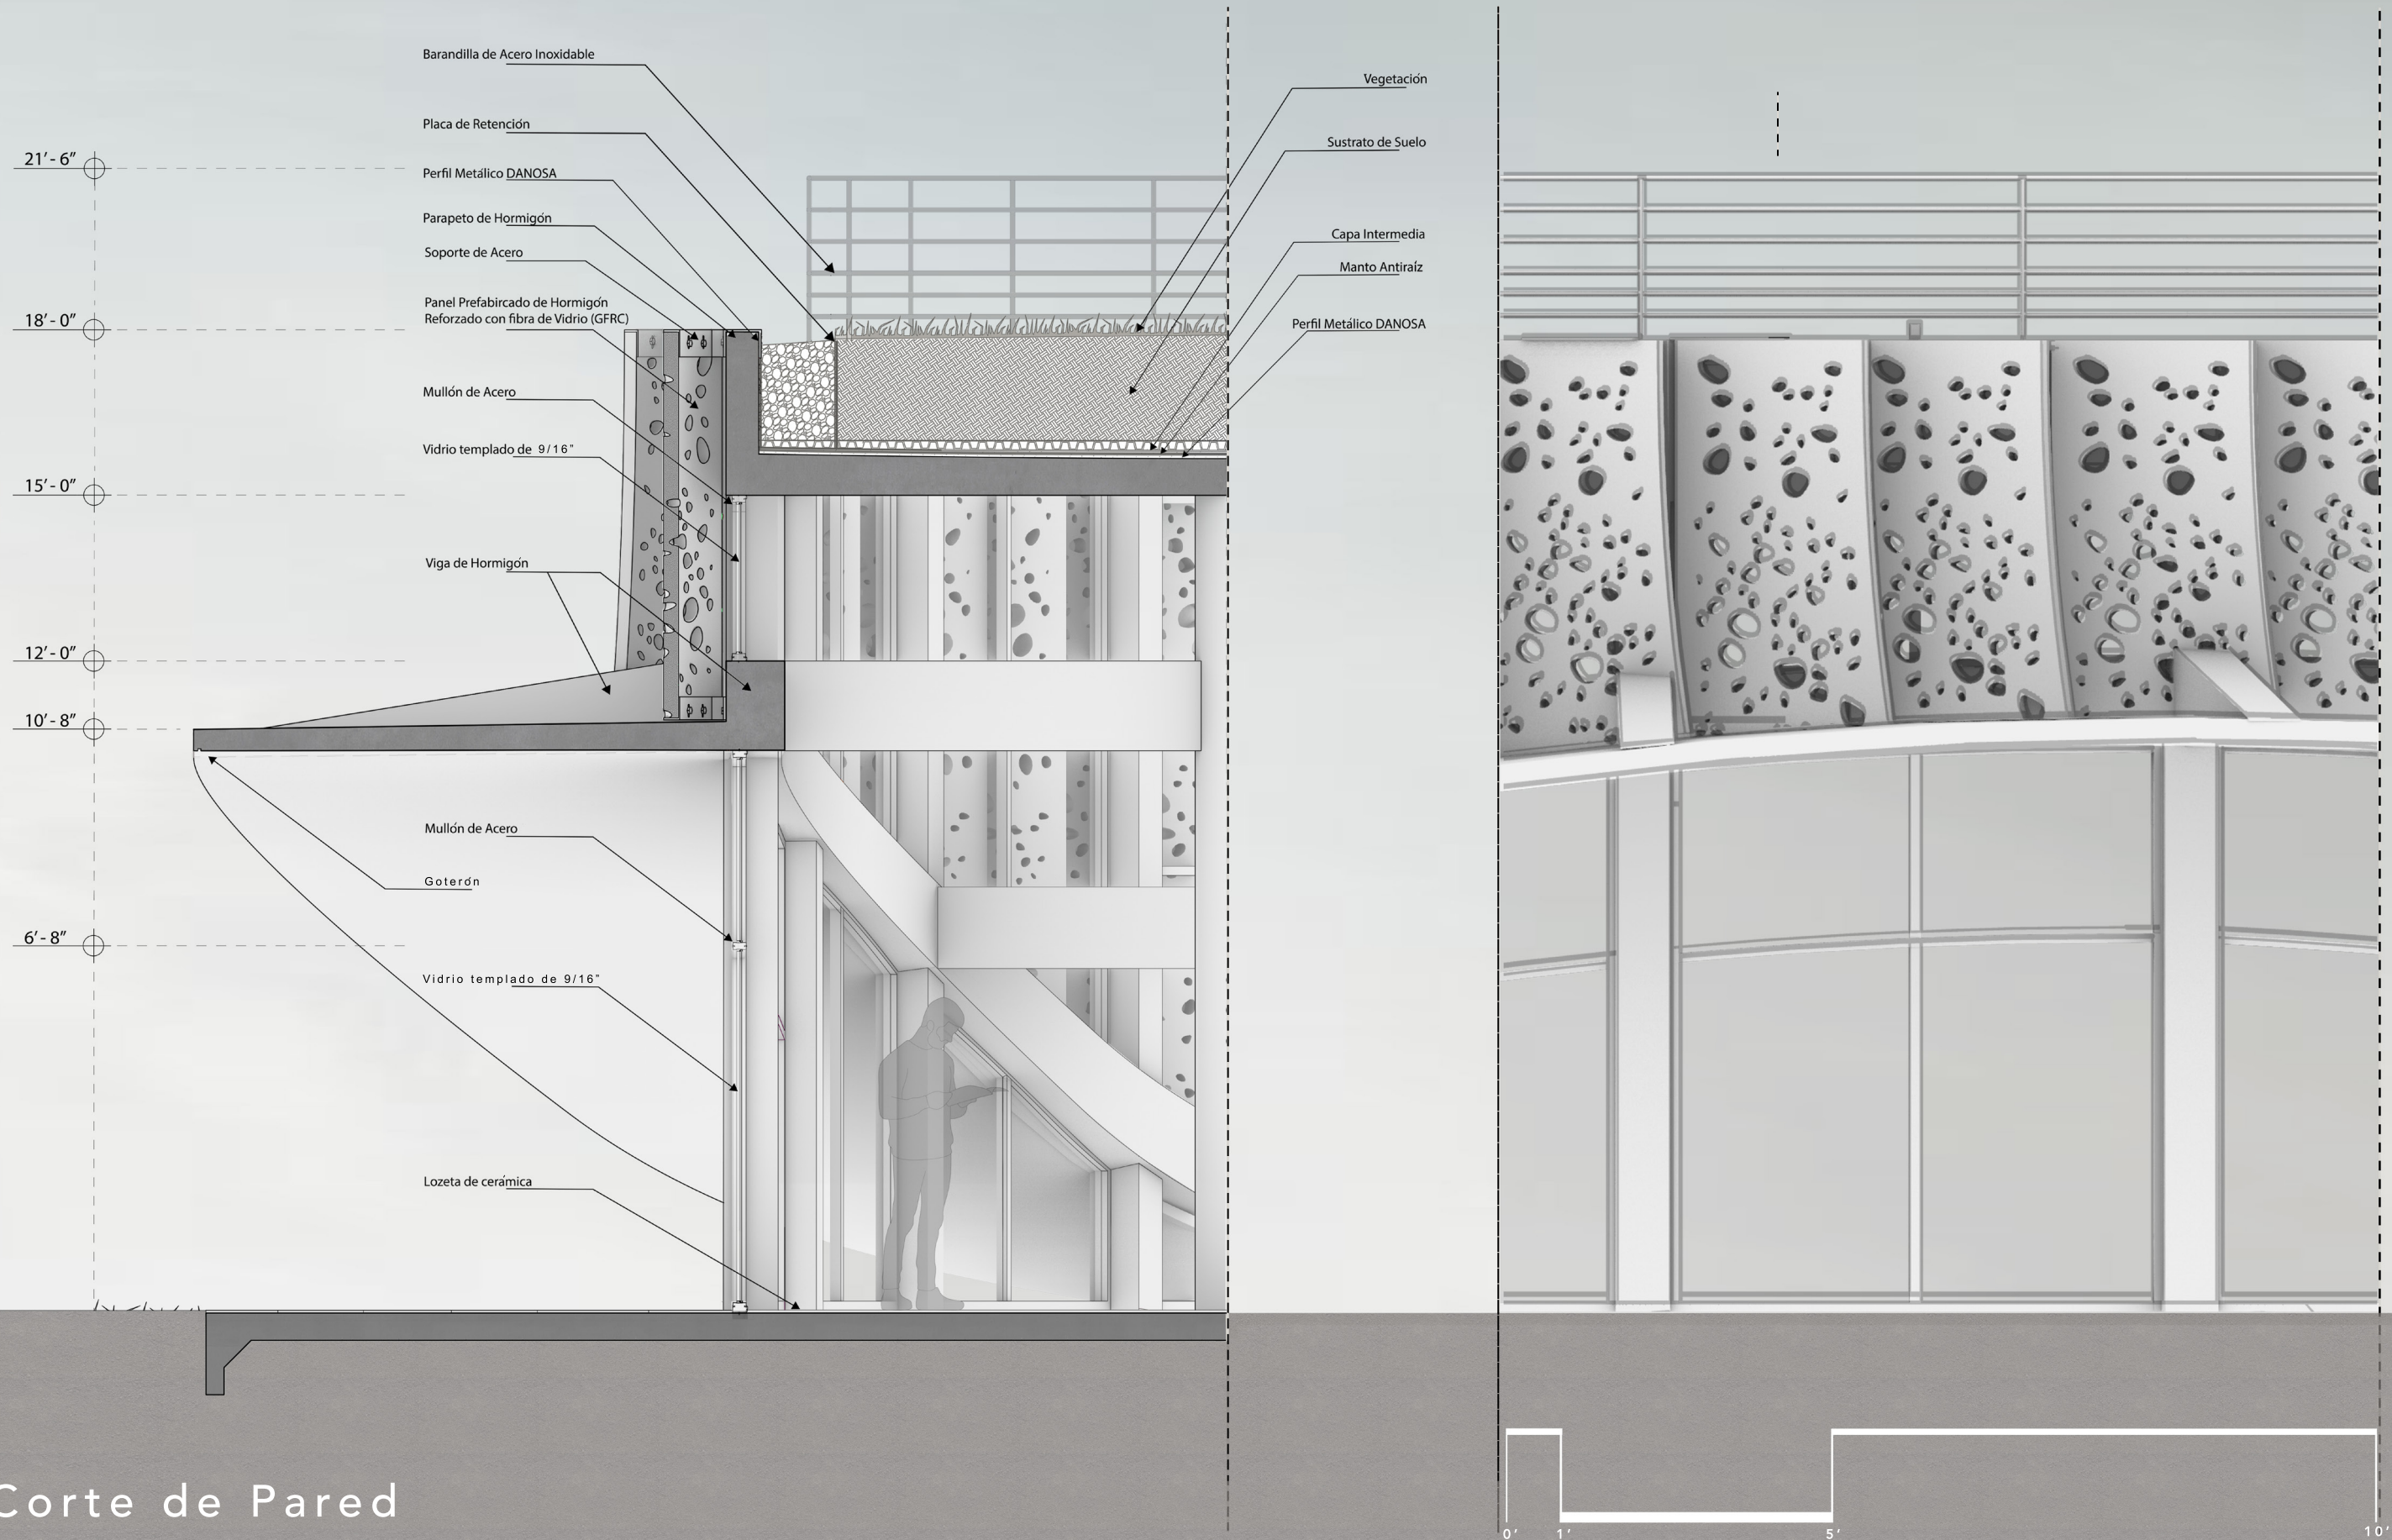 Barandilla de Acero Inoxidable
Placa de Retención
Perfil Metálico DANOSA
Parapeto de Hormigón
Soporte de Acero
Panel Prefabircado de Hormigón
Reforzado con fibra de Vidrio (GFRC)
Mullón de Acero
Vidrio templado de 9/16"
Viga de Hormigón
Mullón de Acero
Goterón
Vidrio templado de 9/16"
Lozeta de cerámica
Vegetación
Sustrato de Suelo
Capa Intermedia
Manto Antiraíz
Perfil Metálico DANOSA
21' - 6"
18' - 0"
15' - 0"
12' - 0"
10' - 8"
6' - 8"
Corte de Pared
0' 1' 5' 10'